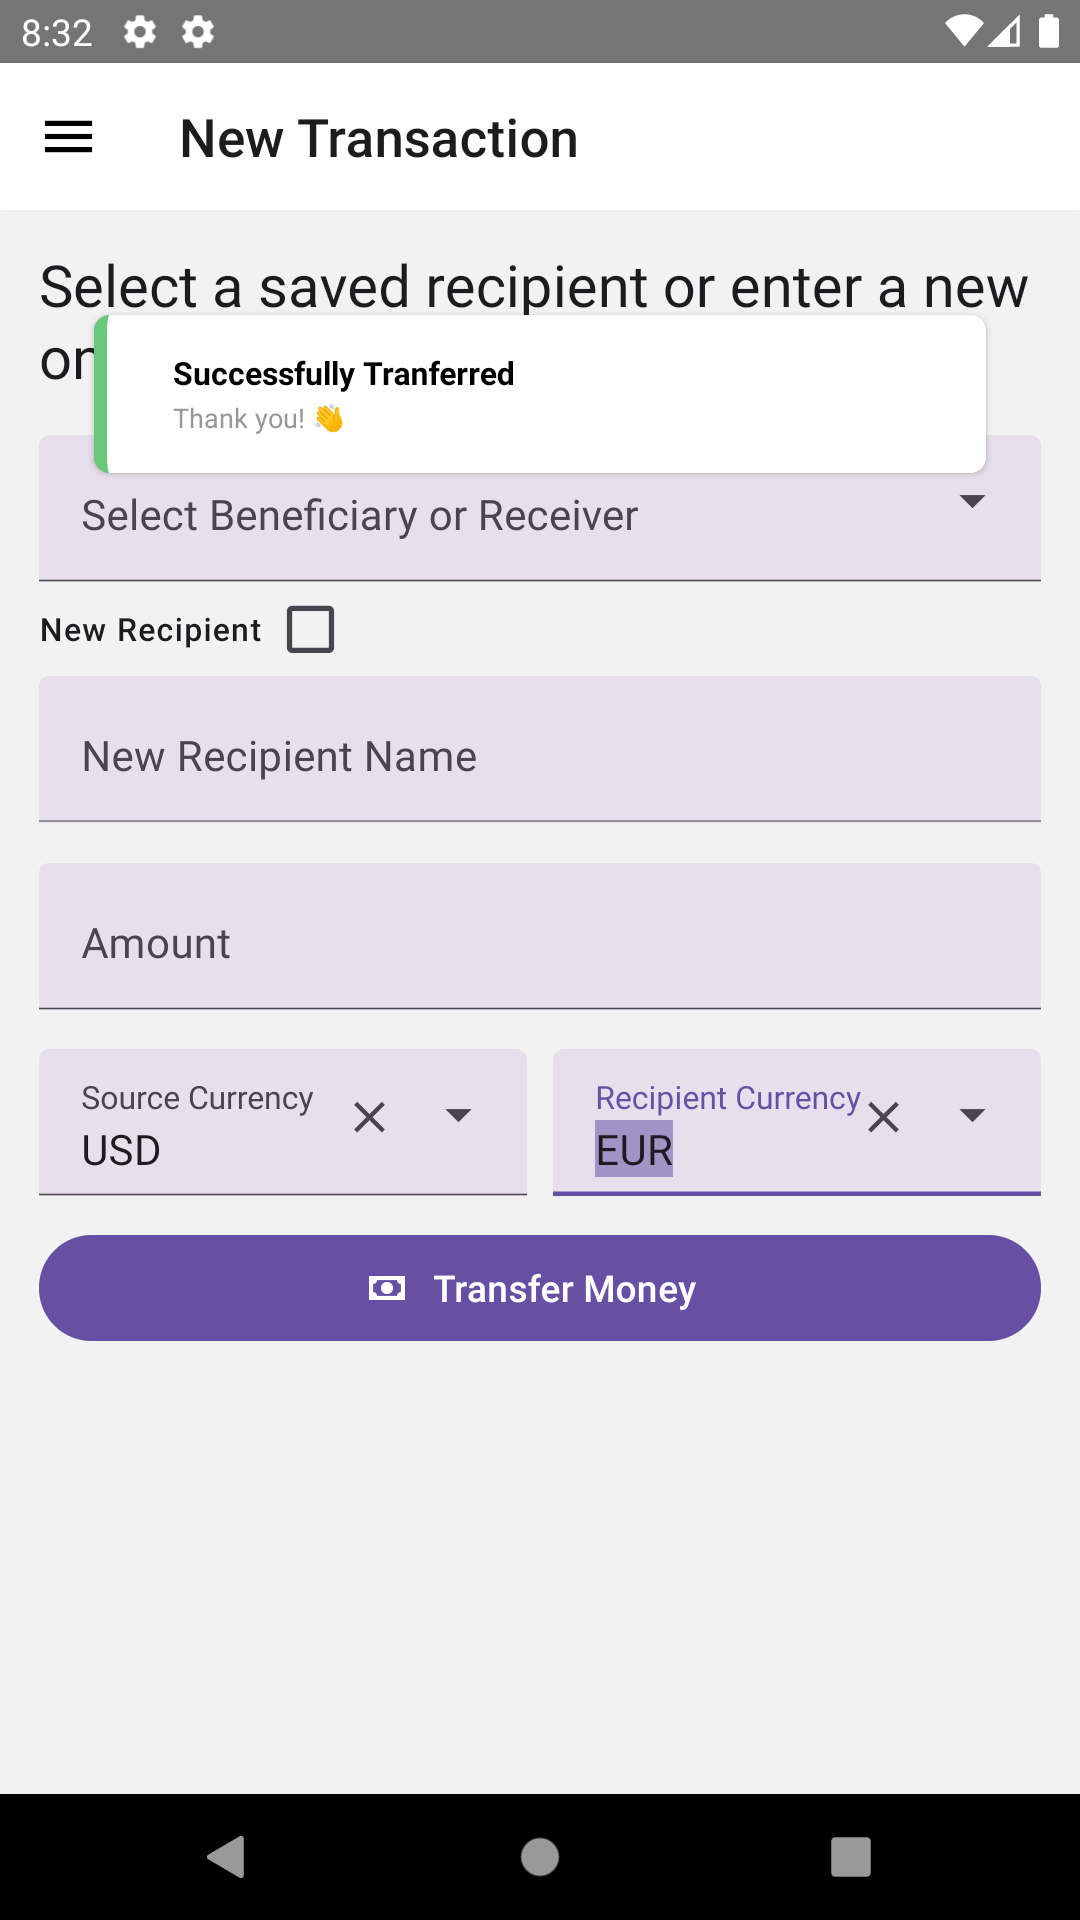 8:32
New Transaction
Select a saved recipient or enter a new
on
Successfully Tranferred
Thank you! 👋
Select Beneficiary or Receiver
New Recipient
New Recipient Name
Amount
Source Currency
USD
Recipient Currency
EUR
Transfer Money